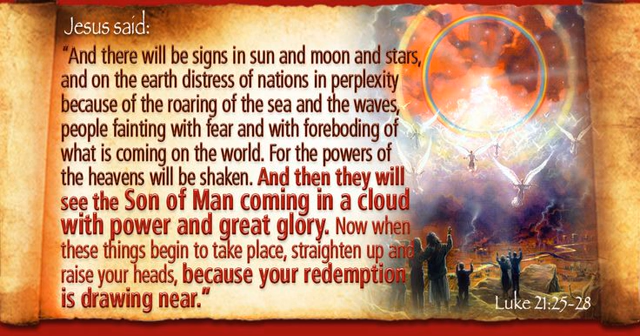 Jesus said:
“And there will be signs in sun and moon and stars,
and on the earth distress of nations in perplexity
because of the roaring of the sea and the waves,
people fainting with fear and with foreboding of
what is coming on the world. For the powers of
the heavens will be shaken. And then they will
see the Son of Man coming in a cloud
with power and great glory. Now when
these things begin to take place, straighten up and
raise your heads, because your redemption
is drawing near.”
Luke 21:25-28